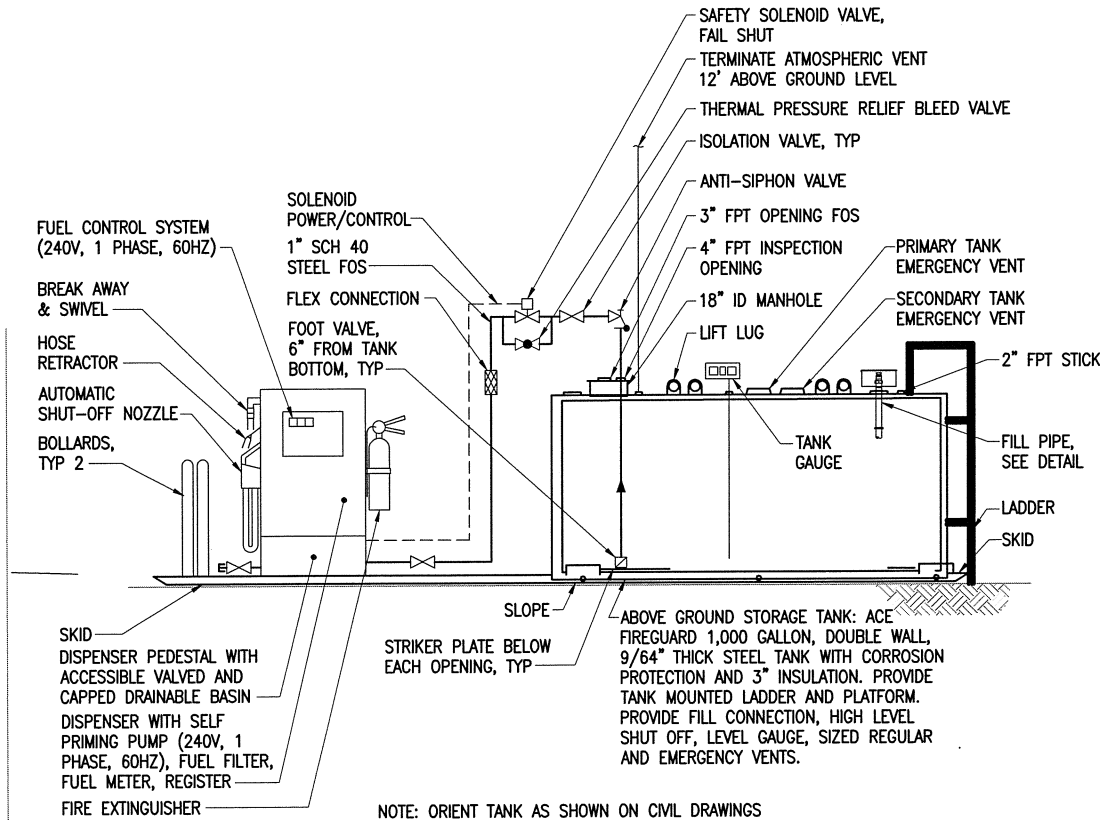 SAFETY SOLENOID VALVE,
FAIL SHUT
TERMINATE ATMOSPHERIC VENT
12' ABOVE GROUND LEVEL
THERMAL PRESSURE RELIEF BLEED VALVE
ISOLATION VALVE, TYP
ANTI-SIPHON VALVE
3" FPT OPENING FOS
4" FPT INSPECTION
OPENING
18" ID MANHOLE
LIFT LUG
PRIMARY TANK
EMERGENCY VENT
SECONDARY TANK
EMERGENCY VENT
2" FPT STICK
SOLENOID
POWER/CONTROL
1" SCH 40
STEEL FOS
FLEX CONNECTION
FOOT VALVE,
6" FROM TANK
BOTTOM, TYP
FUEL CONTROL SYSTEM
(240V, 1 PHASE, 60HZ)
BREAK AWAY
& SWIVEL
HOSE
RETRACTOR
AUTOMATIC
SHUT-OFF NOZZLE
BOLLARDS,
TYP 2
TANK
GAUGE
FILL PIPE,
SEE DETAIL
LADDER
SKID
SLOPE
STRIKER PLATE BELOW
EACH OPENING, TYP
ABOVE GROUND STORAGE TANK: ACE
FIREGUARD 1,000 GALLON, DOUBLE WALL,
9/64" THICK STEEL TANK WITH CORROSION
PROTECTION AND 3" INSULATION. PROVIDE
TANK MOUNTED LADDER AND PLATFORM.
PROVIDE FILL CONNECTION, HIGH LEVEL
SHUT OFF, LEVEL GAUGE, SIZED REGULAR
AND EMERGENCY VENTS.
SKID
DISPENSER PEDESTAL WITH
ACCESSIBLE VALVED AND
CAPPED DRAINABLE BASIN
DISPENSER WITH SELF
PRIMING PUMP (240V, 1
PHASE, 60HZ), FUEL FILTER,
FUEL METER, REGISTER
FIRE EXTINGUISHER
NOTE: ORIENT TANK AS SHOWN ON CIVIL DRAWINGS